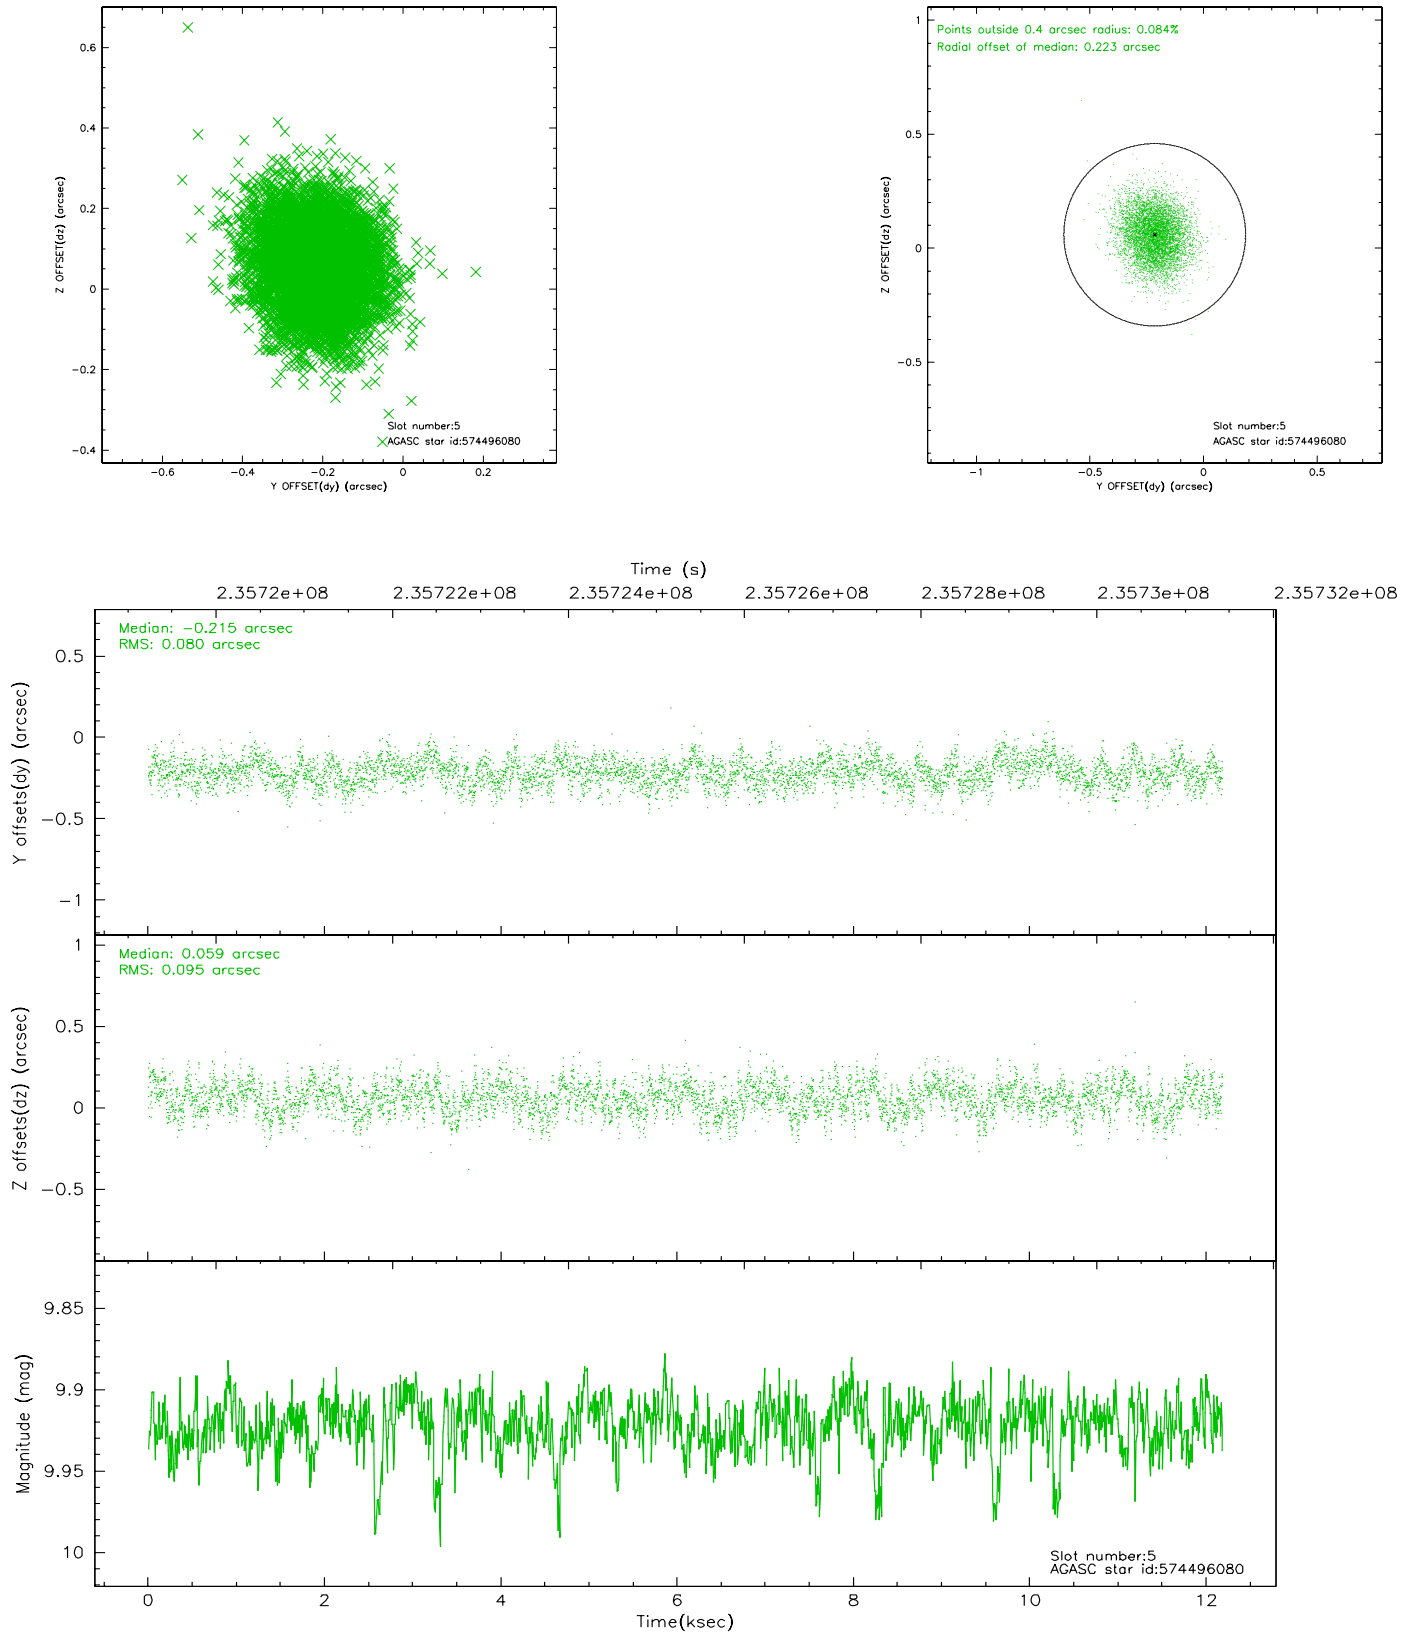 0.6
0.4
0.2
0
−0.2
−0.4
Z OFFSET(dz) (arcsec)
Slot number:5
AGASC star id:574496080
−0.6
−0.4
−0.2
0
0.2
Y OFFSET(dy) (arcsec)
Points outside 0.4 arcsec radius: 0.084%
Radial offset of median: 0.223 arcsec
1
0.5
0
−0.5
Z OFFSET(dz) (arcsec)
Slot number:5
AGASC star id:574496080
−1
−0.5
0
0.5
Y OFFSET(dy) (arcsec)
Time (s)
2.3572e+08
2.35722e+08
2.35724e+08
2.35726e+08
2.35728e+08
2.3573e+08
2.35732e+08
Median: −0.215 arcsec
RMS: 0.080 arcsec
0.5
0
−0.5
−1
Y offsets(dy) (arcsec)
Median: 0.059 arcsec
RMS: 0.095 arcsec
1
0.5
0
−0.5
Z offsets(dz) (arcsec)
9.85
9.9
9.95
10
Magnitude (mag)
Slot number:5
AGASC star id:574496080
0
2
4
6
8
10
12
Time(ksec)